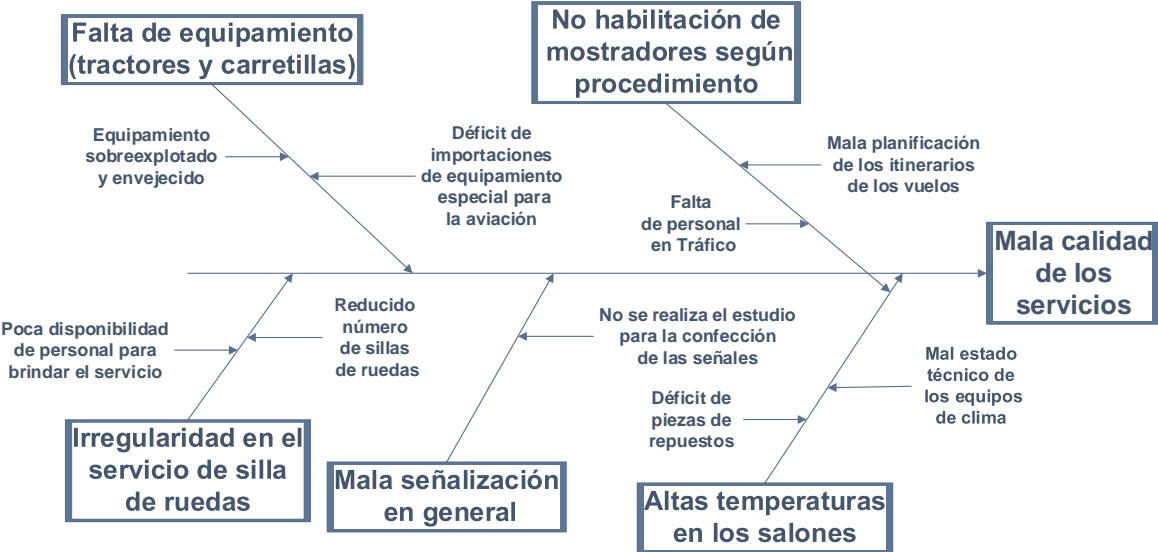 Falta de equipamiento
(tractores y carretillas)
No habilitación de
mostradores según
procedimiento
Equipamiento
sobreexplotado
y envejecido
Déficit de
importaciones
de equipamiento
especial para
la aviación
Mala planificación
de los itinerarios
de los vuelos
Falta
de personal
en Tráfico
Mala calidad
de los
servicios
Poca disponibilidad
de personal para
brindar el servicio
Reducido
número
de sillas
de ruedas
No se realiza el estudio
para la confección
de las señales
Mal estado
técnico de
los equipos
de clima
Déficit de
piezas de
repuestos
Irregularidad en el
servicio de silla
de ruedas
Mala señalización
en general
Altas temperaturas
en los salones